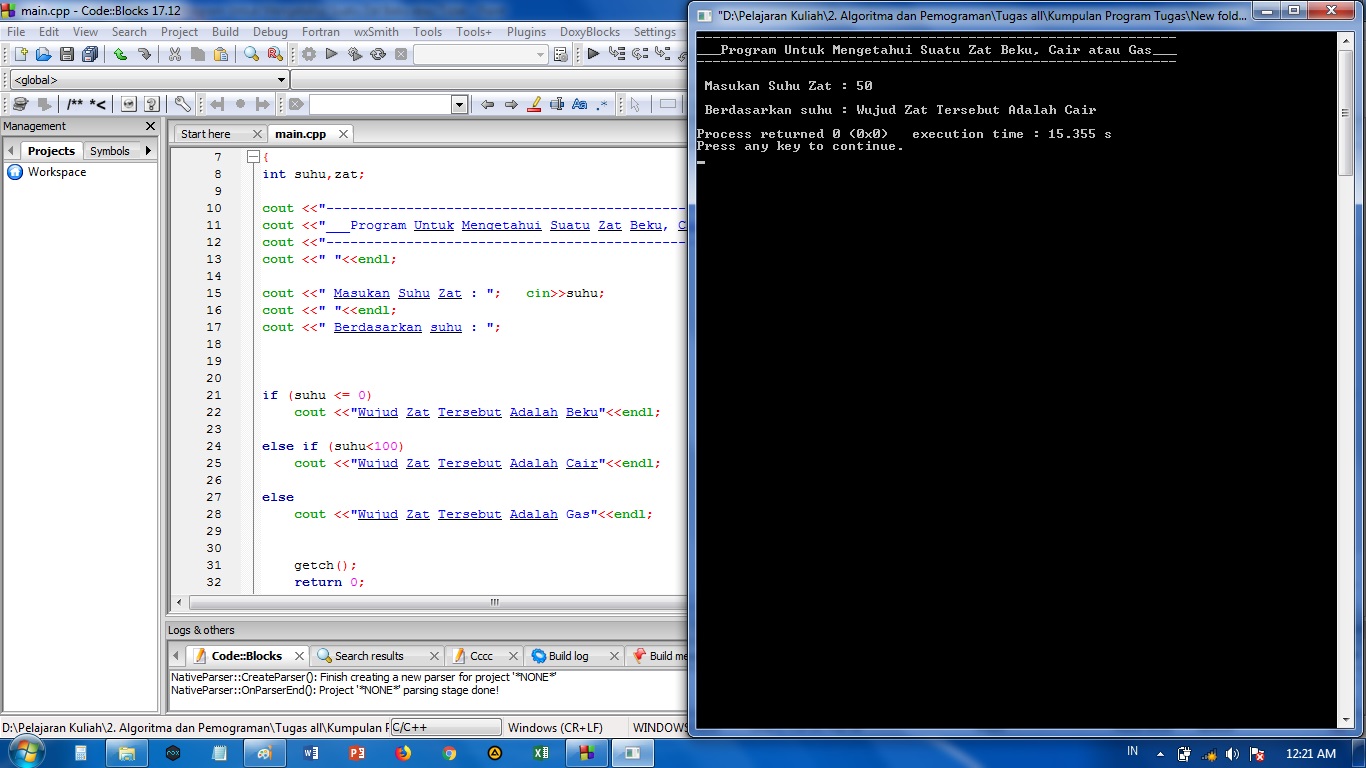 main.cpp - Code::Blocks 17.12
File Edit View Search Project Build Debug Fortran wxSmith Tools Tools+ Plugins DoxyBlocks Settings
<global>
/** *<
Aa .*
Management
Projects Symbols
Workspace
Start here main.cpp
7 {
8 int suhu,zat;
9
10 cout <<"---------------------------------------------
11 cout <<"___Program Untuk Mengetahui Suatu Zat Beku, C
12 cout <<"---------------------------------------------
13 cout <<" "<<endl;
14
15 cout <<" Masukan Suhu Zat : "; cin>>suhu;
16 cout <<" "<<endl;
17 cout <<" Berdasarkan suhu : ";
18
19
20
21 if (suhu <= 0)
22 cout <<"Wujud Zat Tersebut Adalah Beku"<<endl;
23
24 else if (suhu<100)
25 cout <<"Wujud Zat Tersebut Adalah Cair"<<endl;
26
27 else
28 cout <<"Wujud Zat Tersebut Adalah Gas"<<endl;
29
30
31 getch();
32 return 0;
Logs & others
Code::Blocks Search results Cccc Build log Build me
NativeParser::CreateParser(): Finish creating a new parser for project '*NONE*'
NativeParser::OnParserEnd(): Project '*NONE*' parsing stage done!
D:\Pelajaran Kuliah\2. Algoritma dan Pemograman\Tugas all\Kumpulan P C/C++ Windows (CR+LF) WINDOWS
"D:\Pelajaran Kuliah\2. Algoritma dan Pemograman\Tugas all\Kumpulan Program Tugas\New fold...
------------------------------------------------------------
___Program Untuk Mengetahui Suatu Zat Beku, Cair atau Gas___
------------------------------------------------------------
Masukan Suhu Zat : 50
Berdasarkan suhu : Wujud Zat Tersebut Adalah Cair
Process returned 0 (0x0) execution time : 15.355 s
Press any key to continue.
IN 12:21 AM